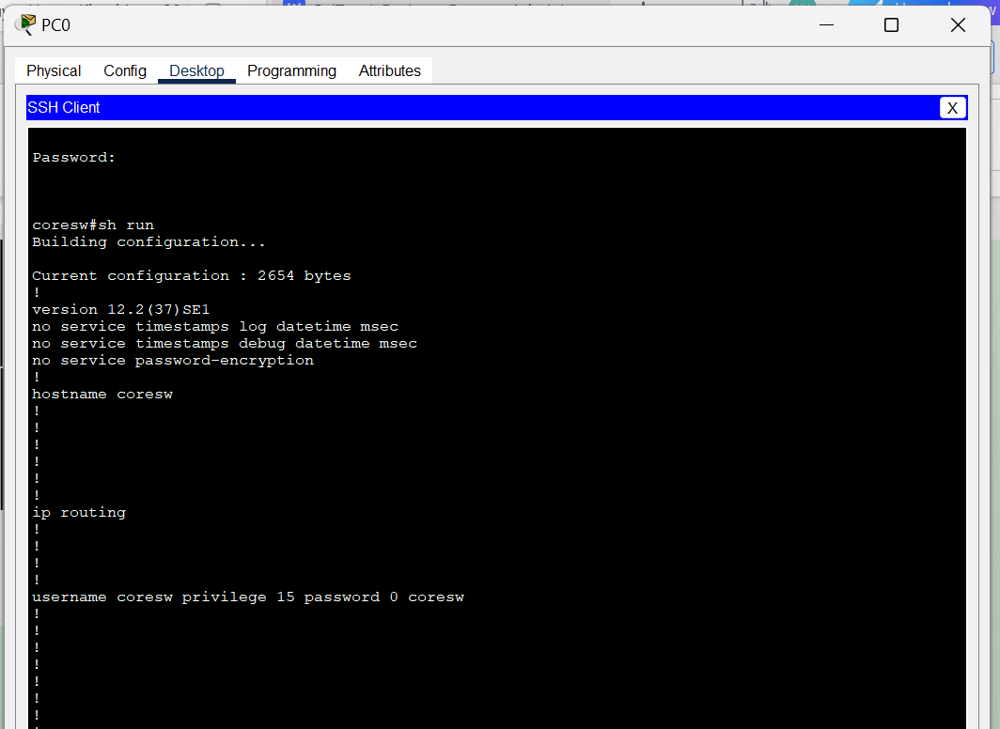 PC0
Physical Config Desktop Programming Attributes
SSH Client X
Password:
coresw#sh run
Building configuration...
Current configuration : 2654 bytes
!
version 12.2(37)SE1
no service timestamps log datetime msec
no service timestamps debug datetime msec
no service password-encryption
!
hostname coresw
!
!
!
!
!
!
ip routing
!
!
!
!
username coresw privilege 15 password 0 coresw
!
!
!
!
!
!
!
!